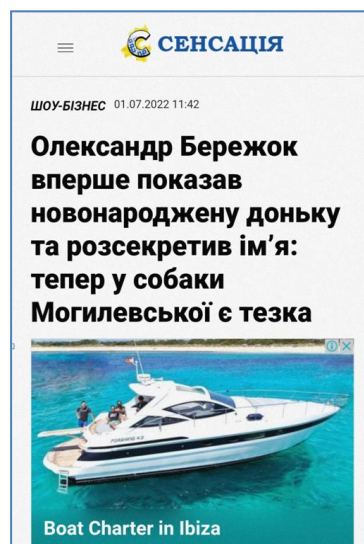 СЕНСАЦІЯ
ШОУ-БІЗНЕС 01.07.2022 11:42
Олександр Бережок
вперше показав
новонароджену доньку
та розсекретив ім’я:
тепер у собаки
Могилевської є тезка
Boat Charter in Ibiza